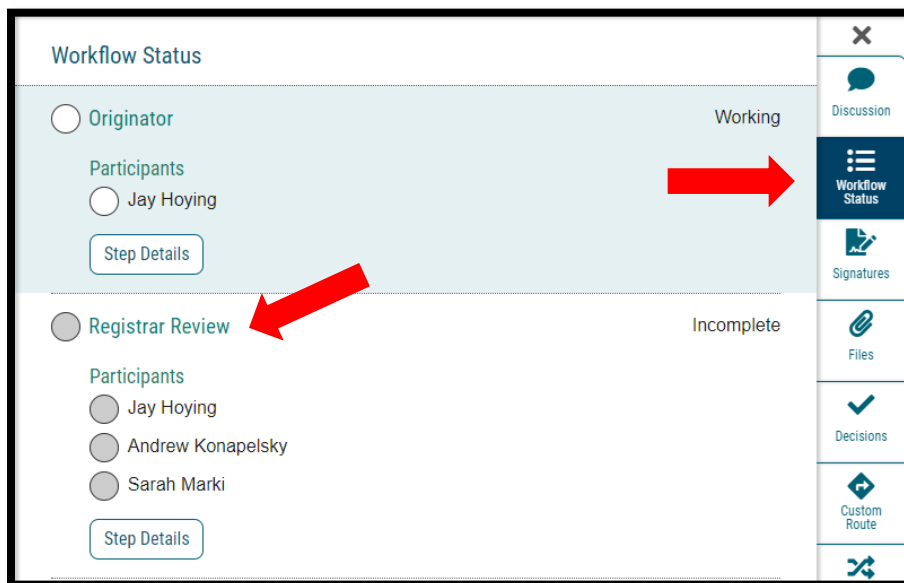 Workflow Status
Originator
Working
Participants
Jay Hoying
Step Details
Registrar Review
Incomplete
Participants
Jay Hoying
Andrew Konapelsky
Sarah Marki
Step Details
Discussion
Workflow
Status
Signatures
Files
Decisions
Custom
Route